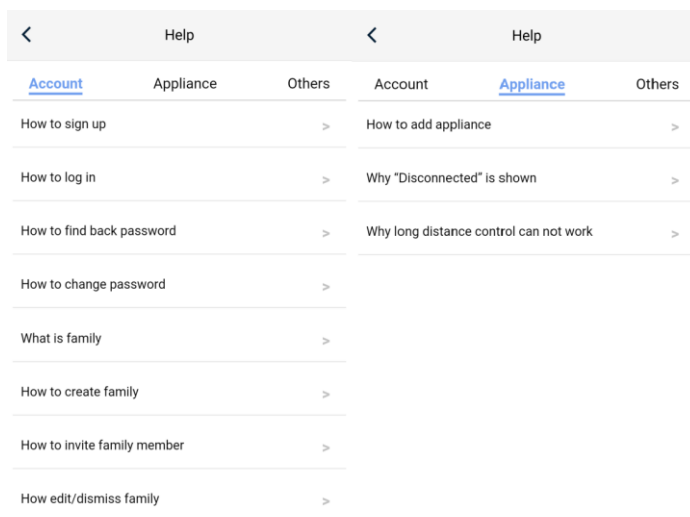 Help
Account Appliance Others
How to sign up >
How to log in >
How to find back password >
How to change password >
What is family >
How to create family >
How to invite family member >
How edit/dismiss family >
Help
Account Appliance Others
How to add appliance >
Why “Disconnected” is shown >
Why long distance control can not work >